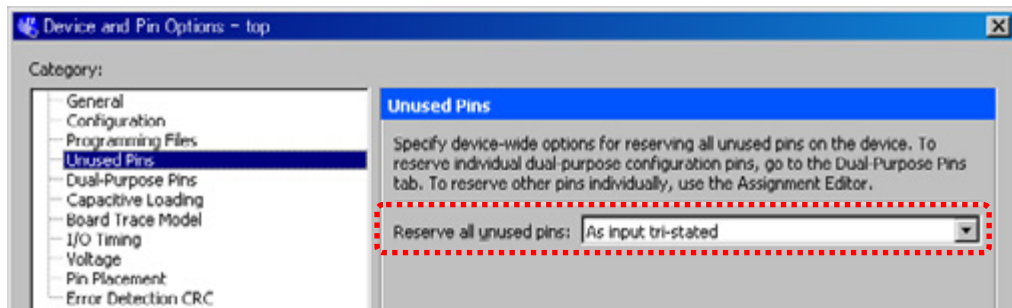 Device and Pin Options - top
Category:
General
Configuration
Programming Files
Unused Pins
Dual-Purpose Pins
Capacitive Loading
Board Trace Model
I/O Timing
Voltage
Pin Placement
Error Detection CRC
Unused Pins
Specify device-wide options for reserving all unused pins on the device. To
reserve individual dual-purpose configuration pins, go to the Dual-Purpose Pins
tab. To reserve other pins individually, use the Assignment Editor.
Reserve all unused pins: As input tri-stated